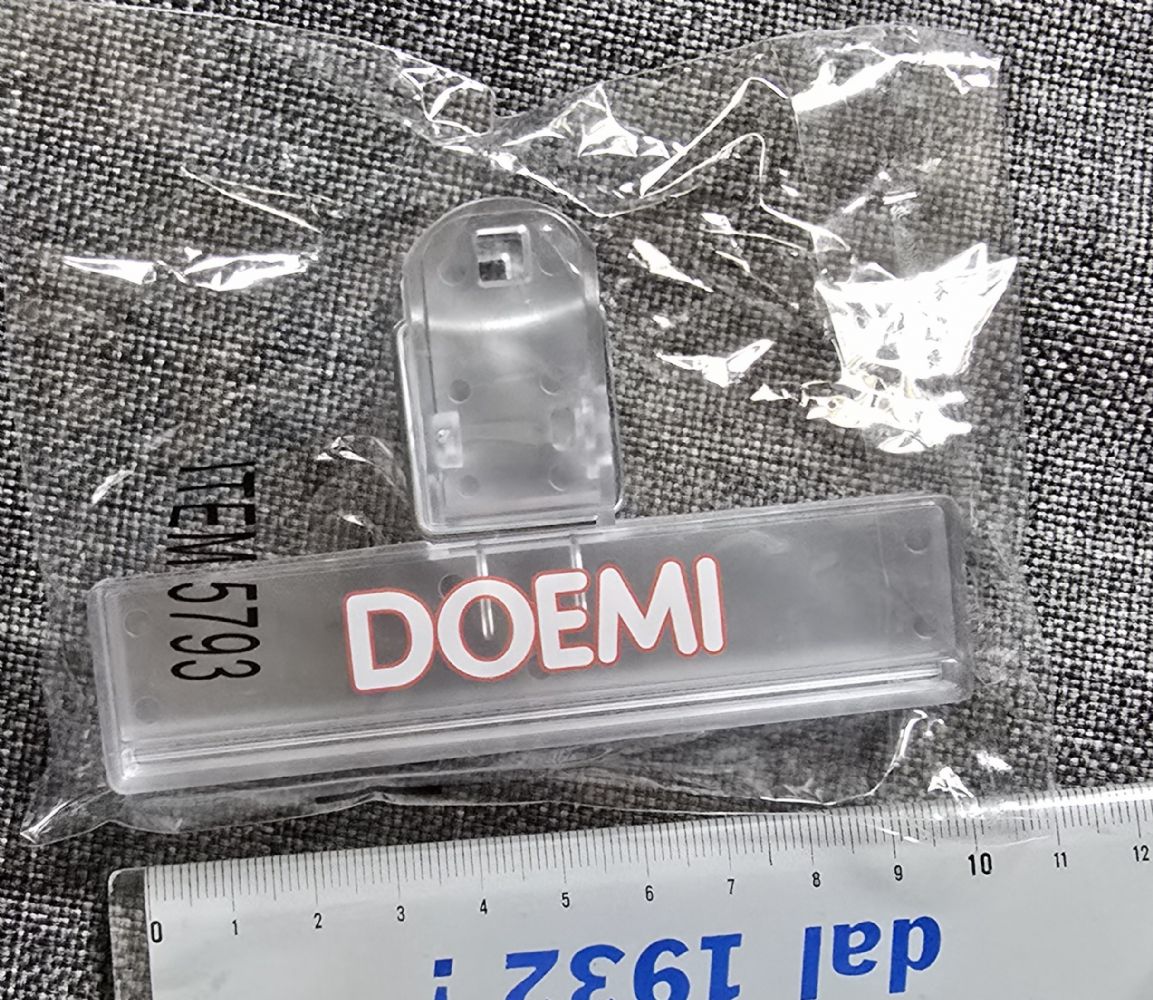 ITEM 5793
DOEMI
0 1 2 3 4 5 6 7 8 9 10 11 12
dal 1932 !